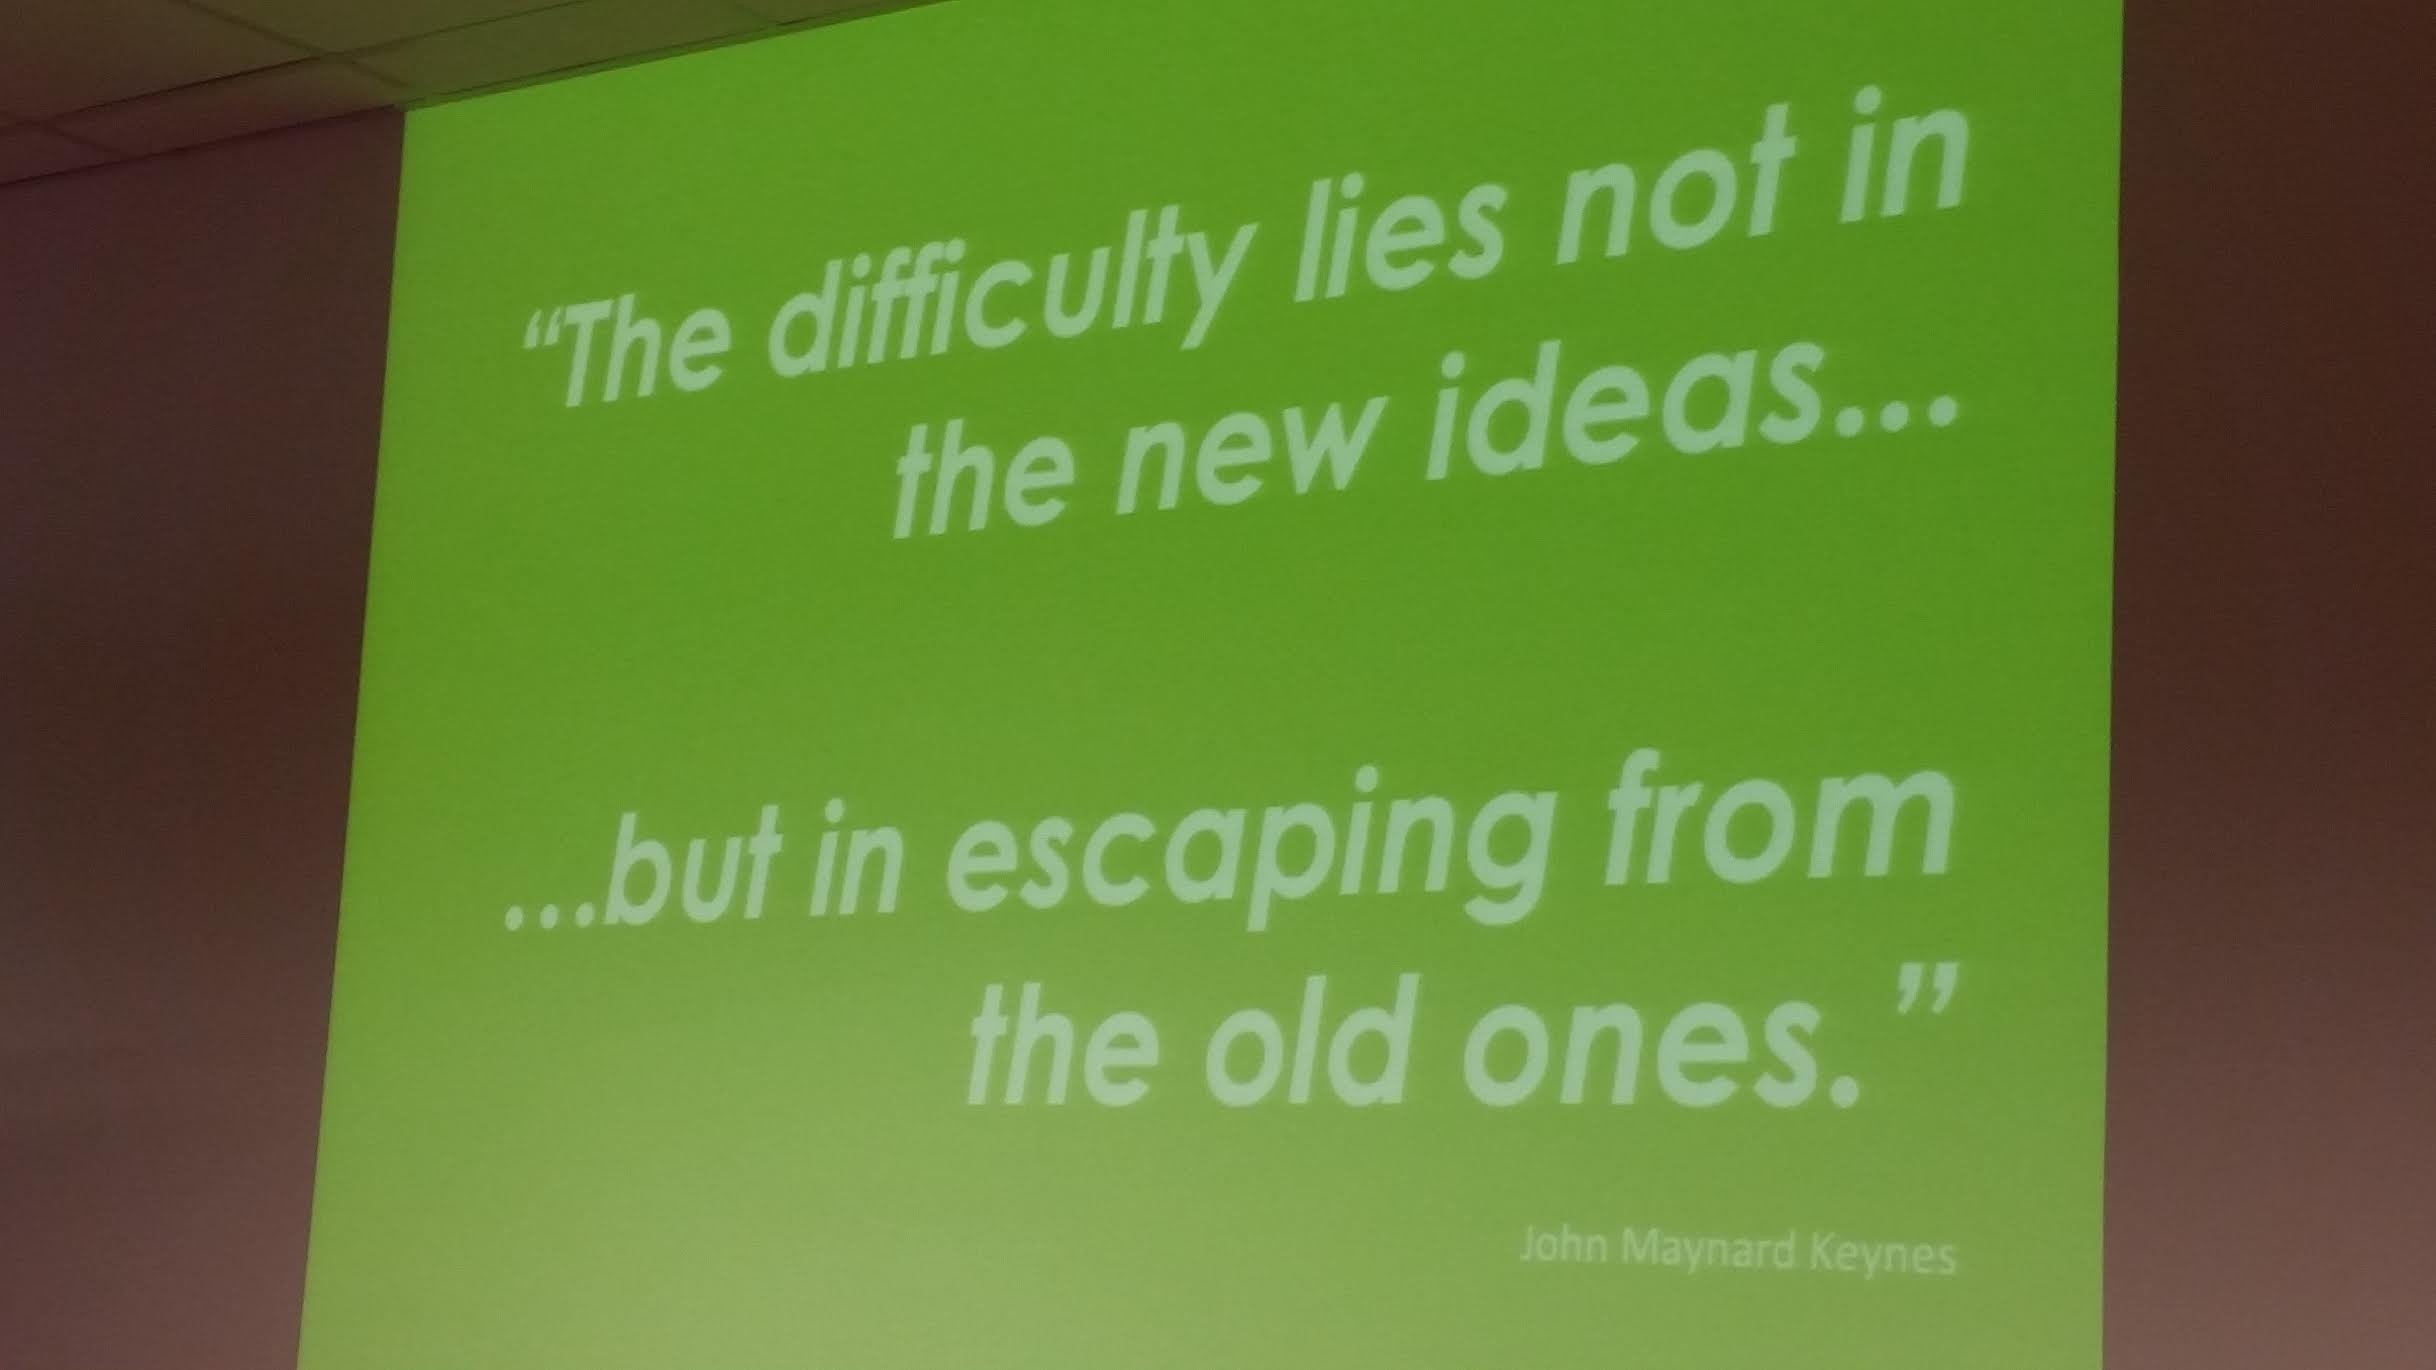 “The difficulty lies not in
the new ideas...
...but in escaping from
the old ones.”
John Maynard Keynes